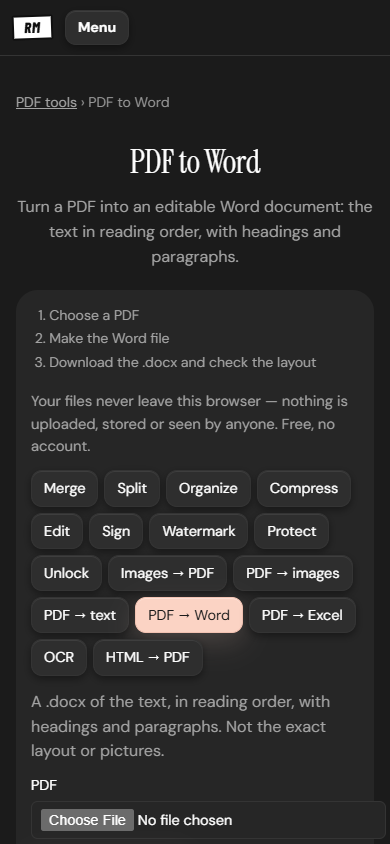 RM
Menu
PDF tools › PDF to Word
PDF to Word
Turn a PDF into an editable Word document: the
text in reading order, with headings and
paragraphs.
1. Choose a PDF
2. Make the Word file
3. Download the .docx and check the layout
Your files never leave this browser — nothing is
uploaded, stored or seen by anyone. Free, no
account.
Merge Split Organize Compress
Edit Sign Watermark Protect
Unlock Images → PDF PDF → images
PDF → text PDF → Word PDF → Excel
OCR HTML → PDF
A .docx of the text, in reading order, with
headings and paragraphs. Not the exact
layout or pictures.
PDF
Choose File No file chosen